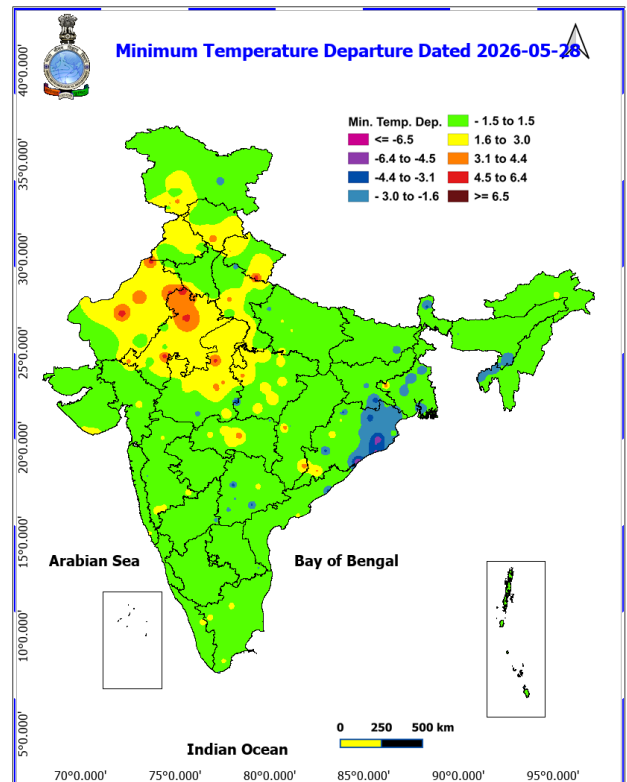 Minimum Temperature Departure Dated 2026-05-28
40°0.000'
35°0.000'
30°0.000'
25°0.000'
20°0.000'
15°0.000'
10°0.000'
5°0.000'
Min. Temp. Dep.
<= -6.5
-6.4 to -4.5
-4.4 to -3.1
- 3.0 to -1.6
- 1.5 to 1.5
1.6 to 3.0
3.1 to 4.4
4.5 to 6.4
>= 6.5
Arabian Sea
Bay of Bengal
Indian Ocean
0 250 500 km
70°0.000' 75°0.000' 80°0.000' 85°0.000' 90°0.000' 95°0.000'